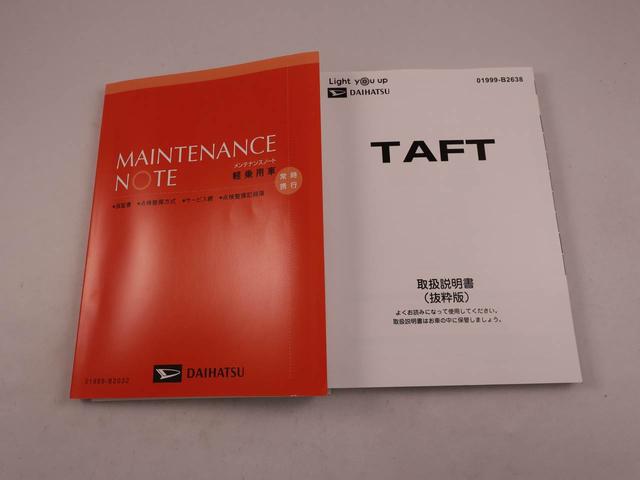 MAINTENANCE
NOTE
メンテナンスノート
軽乗用車
常時
携行
●保証書 ●点検整備方式 ●サービス網 ●点検整備記録簿
DAIHATSU
01999-B2032
Light you up
DAIHATSU
01999-B2638
TAFT
取扱説明書
（抜粋版）
よくお読みになって使用してください。
取扱説明書はお車の中に保管しましょう。